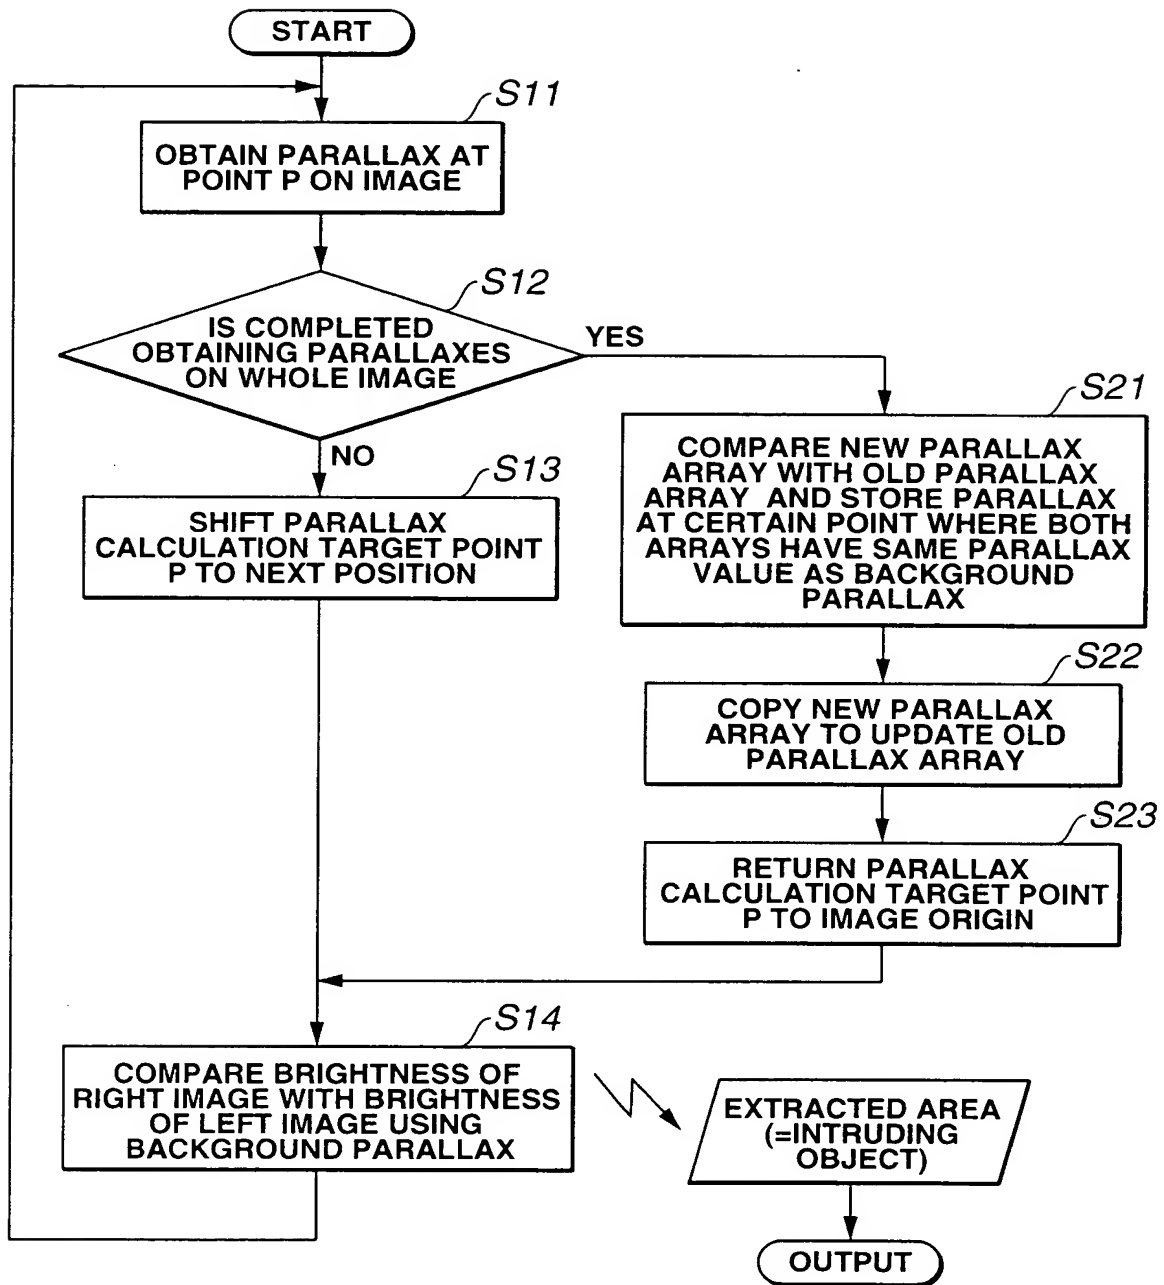 START
S11
OBTAIN PARALLAX AT
POINT P ON IMAGE
S12
IS COMPLETED
OBTAINING PARALLAXES
ON WHOLE IMAGE
YES
NO
S13
SHIFT PARALLAX
CALCULATION TARGET POINT
P TO NEXT POSITION
S21
COMPARE NEW PARALLAX
ARRAY WITH OLD PARALLAX
ARRAY AND STORE PARALLAX
AT CERTAIN POINT WHERE BOTH
ARRAYS HAVE SAME PARALLAX
VALUE AS BACKGROUND
PARALLAX
S22
COPY NEW PARALLAX
ARRAY TO UPDATE OLD
PARALLAX ARRAY
S23
RETURN PARALLAX
CALCULATION TARGET POINT
P TO IMAGE ORIGIN
S14
COMPARE BRIGHTNESS OF
RIGHT IMAGE WITH BRIGHTNESS
OF LEFT IMAGE USING
BACKGROUND PARALLAX
EXTRACTED AREA
(=INTRUDING
OBJECT)
OUTPUT